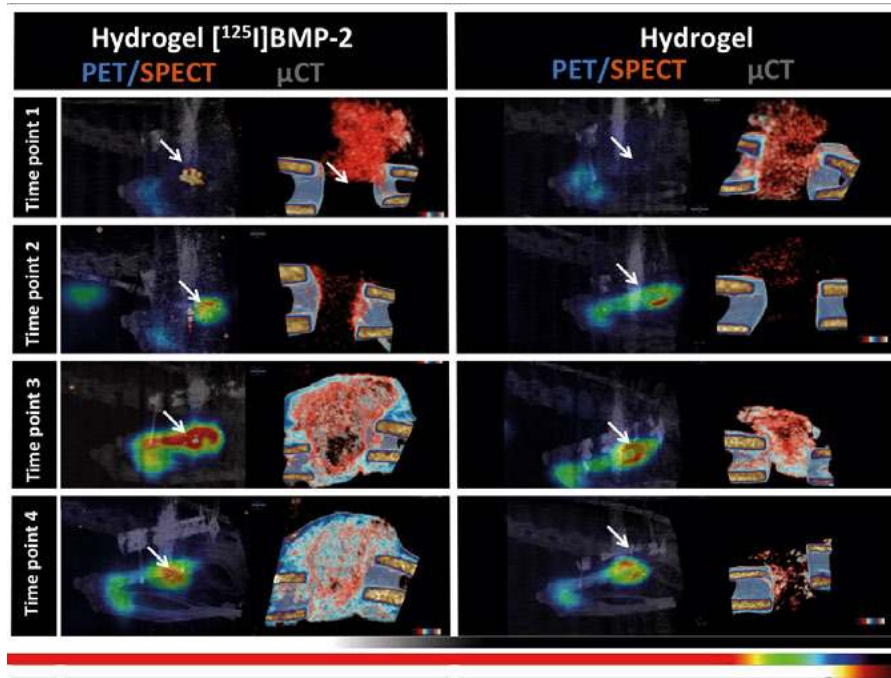 Hydrogel [¹²⁵I]BMP-2
PET/SPECT
µCT
Hydrogel
PET/SPECT
µCT
Time point 1
Time point 2
Time point 3
Time point 4